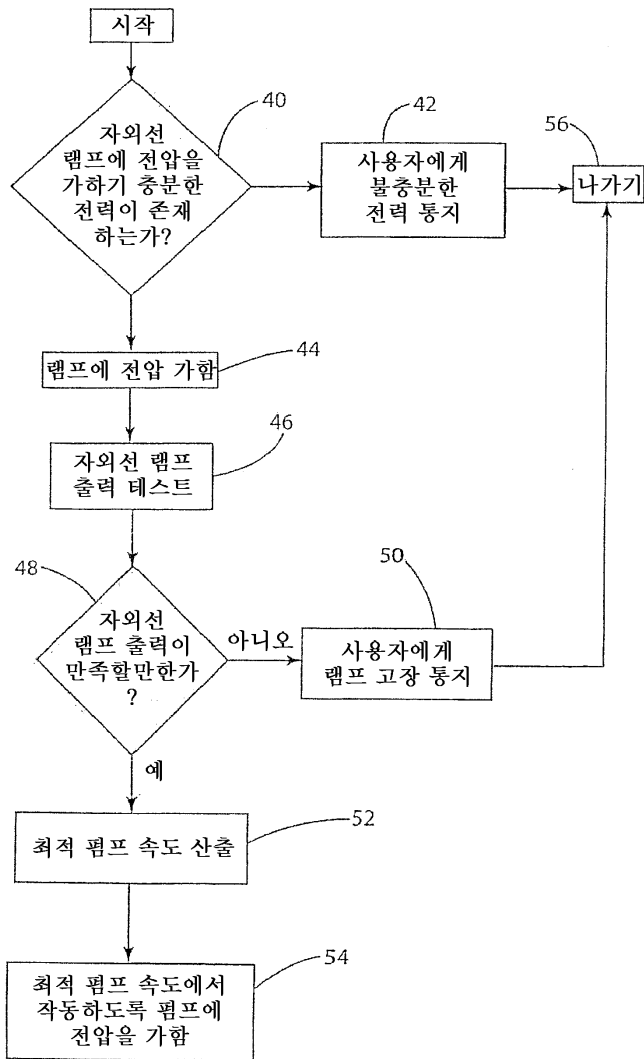 시작
40
자외선
램프에 전압을
가하기 충분한
전력이 존재
하는가?
42
사용자에게
불충분한
전력 통지
56
나가기
44
램프에 전압 가함
46
자외선 램프
출력 테스트
48
자외선
램프 출력이
만족할만한가
?
아니오
50
사용자에게
램프 고장 통지
예
52
최적 펌프 속도 산출
54
최적 펌프 속도에서
작동하도록 펌프에
전압을 가함